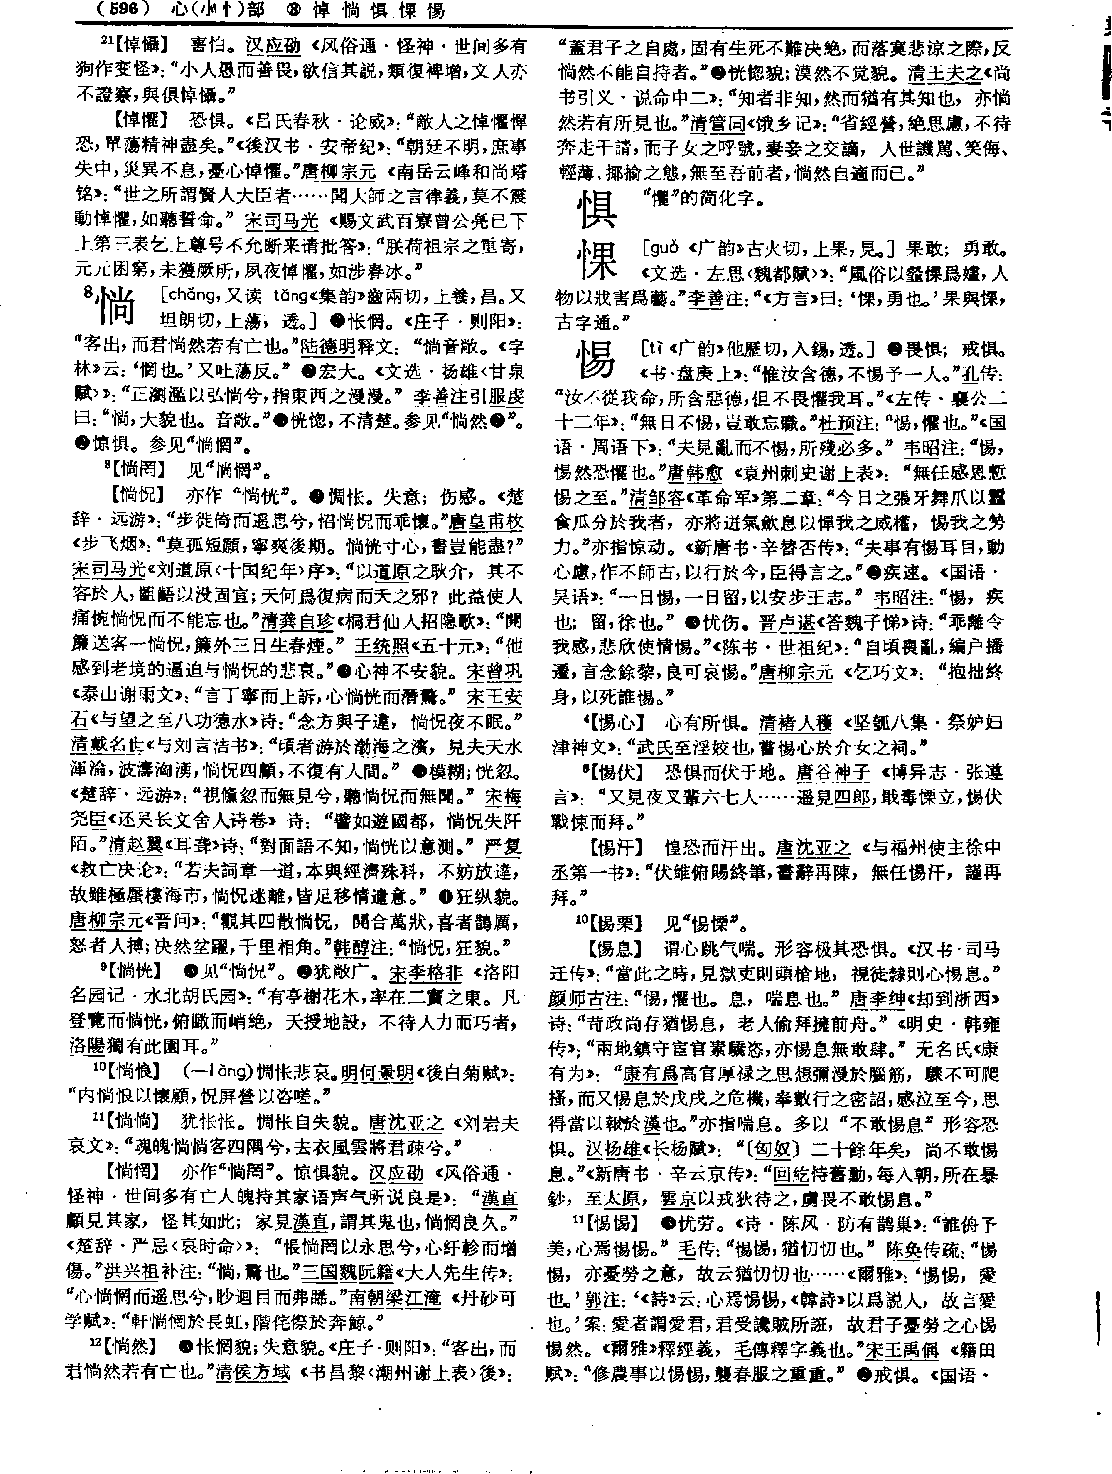 （596） 心（小忄）部 ⑧ 悼 惝 惧 惈 惕
²¹【悼懾】 害怕。汉应劭《风俗通·怪神·世间多有
狗作变怪》：“小人愚而善畏，欲信其説，類復裨增，文人亦
不證察，與俱悼懾。”
【悼懼】 恐惧。《吕氏春秋·论威》：“敵人之悼懼憚
恐，單蕩精神盡矣。”《後汉书·安帝纪》：“朝廷不明，庶事
失中，災異不息，憂心悼懼。”唐柳宗元《南岳云峰和尚塔
铭》：“世之所謂賢人大臣者……聞大師之言律義，莫不震
動悼懼，如聽誓命。” 宋司马光《赐文武百寮曾公亮已下
上第三表乞上尊号不允断来请批答》：“朕荷祖宗之重寄，
元元困窮，未獲厥所，夙夜悼懼，如涉春冰。”
⁸惝 ［chǎng，又读 tǎng《集韵》齒兩切，上養，昌。又
坦朗切，上蕩，透。］ ❶怅惘。《庄子·则阳》：
“客出，而君惝然若有亡也。”陆德明释文：“惝音敞。《字
林》云：‘惘也。’又吐蕩反。” ❷宏大。《文选·扬雄〈甘泉
赋〉》：“正瀏濫以弘惝兮，指東西之漫漫。” 李善注引服虔
曰：“惝，大貌也。音敞。”❸恍惚，不清楚。参见“惝然❷”。
❹惊惧。参见“惝惘”。
⁸【惝罔】 见“惝惘”。
【惝怳】 亦作“惝恍”。❶惆怅。失意；伤感。《楚
辞·远游》：“步徙倚而遥思兮，怊惝怳而乖懷。”唐皇甫枚
《步飞烟》：“莫孤短願，寧爽後期。惝恍寸心，書豈能盡？”
宋司马光《刘道原〈十国纪年〉序》：“以道原之耿介，其不
容於人，齟齬以没固宜；天何爲復病而夭之邪？此益使人
痛惋惝怳而不能忘也。”清龚自珍《桐君仙人招隐歌》：“開
簾送客一惝怳，簾外三日生春煙。” 王统照《五十元》：“他
感到老境的逼迫与惝怳的悲哀。”❷心神不安貌。宋曾巩
《泰山谢雨文》：“言丁寧而上訴，心惝恍而潛驚。” 宋王安
石《与望之至八功德水》诗：“念方與子違，惝怳夜不眠。”
清戴名世《与刘言洁书》：“頃者游於渤海之濱，見夫天水
渾淪，波濤洶湧，惝怳四顧，不復有人間。” ❸模糊；恍忽。
《楚辞·远游》：“視儵忽而無見兮，聽惝怳而無聞。” 宋梅
尧臣《还吴长文舍人诗卷》诗：“譬如遊國都，惝怳失阡
陌。”清赵翼《耳聋》诗：“對面語不知，惝恍以意測。” 严复
《救亡决论》：“若夫詞章一道，本與經濟殊科，不妨放達，
故雖極蜃樓海市，惝怳迷離，皆足移情遣意。” ❹狂纵貌。
唐柳宗元《晋问》：“觀其四散惝怳，開合萬狀，喜者鵲厲，
怒者人搏；决然坌躍，千里相角。”韩醇注：“惝怳，狂貌。”
⁹【惝恍】 ❶见“惝怳”。❷犹敞广。宋李格非《洛阳
名园记·水北胡氏园》：“有亭榭花木，率在二室之東。凡
登覽而惝恍，俯瞰而峭绝，天授地設，不待人力而巧者，
洛陽獨有此園耳。”
¹⁰【惝悢】 （—lǎng）惆怅悲哀。明何景明《後白菊赋》：
“内惝悢以懷顧，怳屏營以咨嗟。”
¹¹【惝惝】 犹怅怅。惆怅自失貌。唐沈亚之《刘岩夫
哀文》：“魂魄惝惝客四隅兮，去衣風雲將君疎兮。”
【惝惘】 亦作“惝罔”。惊惧貌。汉应劭《风俗通·
怪神·世间多有亡人魄持其家语声气所说良是》：“漢直
願見其家，怪其如此；家見漢直，謂其鬼也，惝惘良久。”
《楚辞·严忌〈哀时命〉》：“悵惝罔以永思兮，心紆軫而增
傷。”洪兴祖补注：“惝，驚也。”三国魏阮籍《大人先生传》：
“心惝惘而遥思兮，眇迴目而弗睇。”南朝梁江淹《丹砂可
学赋》：“軒惝惘於長虹，階侘傺於奔鯨。”
¹²【惝然】 ❶怅惘貌；失意貌。《庄子·则阳》：“客出，而
君惝然若有亡也。”清侯方域《书昌黎〈潮州谢上表〉後》：
“蓋君子之自處，固有生死不難决绝，而落寞悲凉之際，反
惝然不能自持者。”❷恍惚貌；漠然不觉貌。清王夫之《尚
书引义·说命中二》：“知者非知，然而猶有其知也，亦惝
然若有所見也。”清管同《饿乡记》：“省經營，绝思慮，不待
奔走干請，而子女之呼號，妻妾之交謫，人世譏罵、笑侮、
輕薄、揶揄之態，無至吾前者，惝然自適而已。”
惧 “懼”的简化字。
惈 ［guǒ《广韵》古火切，上果，見。］果敢；勇敢。
《文选·左思〈魏都赋〉》：“風俗以韰惈爲嫿，人
物以戕害爲藝。”李善注：“《方言》曰：‘惈，勇也。’果與惈，
古字通。”
惕 ［tì《广韵》他歷切，入錫，透。］❶畏惧；戒惧。
《书·盘庚上》：“惟汝含德，不惕予一人。”孔传：
“汝不從我命，所含惡德，但不畏懼我耳。”《左传·襄公二
十二年》：“無日不惕，豈敢忘職。”杜预注：“惕，懼也。”《国
语·周语下》：“夫見亂而不惕，所殘必多。” 韦昭注：“惕，
惕然恐懼也。”唐韩愈《袁州刺史谢上表》：“無任感恩慙
惕之至。”清邹容《革命军》第二章：“今日之張牙舞爪以蠶
食瓜分於我者，亦將迸氣歛息以憚我之威權，惕我之勢
力。”亦指惊动。《新唐书·辛替否传》：“夫事有惕耳目，動
心慮，作不師古，以行於今，臣得言之。”❷疾速。《国语·
吴语》：“一日惕，一日留，以安步王志。” 韦昭注：“惕，疾
也；留，徐也。”❸忧伤。晋卢谌《答魏子悌》诗：“乖離令
我感，悲欣使情惕。”《陈书·世祖纪》：“自頃喪亂，编户播
遷，言念餘黎，良可哀惕。”唐柳宗元《乞巧文》：“抱拙終
身，以死誰惕。”
⁴【惕心】 心有所惧。清褚人穫《坚瓠八集·祭妒妇
津神文》：“武氏至淫姣也，嘗惕心於介女之祠。”
⁶【惕伏】 恐惧而伏于地。唐谷神子《博异志·张遵
言》：“又見夜叉輩六七人……遥見四郎，戢毒慄立，惕伏
戰悚而拜。”
【惕汗】 惶恐而汗出。唐沈亚之《与福州使主徐中
丞第一书》：“伏雉俯陽終筆，書辭再陳，無任惕汗，謹再
拜。”
¹⁰【惕栗】 见“惕慄”。
【惕息】 谓心跳气喘。形容极其恐惧。《汉书·司马
迁传》：“當此之時，見獄吏則頭槍地，視徒隸則心惕息。”
颜师古注：“惕，懼也。息，喘息也。”唐李绅《却到浙西》
诗：“苛政尚存猶惕息，老人偷拜擁前舟。”《明史·韩雍
传》：“兩地鎮守宦官素驕恣，亦惕息無敢肆。”无名氏《康
有为》：“康有爲高官厚禄之思想彌漫於腦筋，驟不可爬
搔，而又惕息於戊戌之危機，奉數行之密詔，感泣至今，思
得當以報於漢也。”亦指喘息。多以“不敢惕息”形容恐
惧。汉扬雄《长杨赋》：“〔匈奴〕二十餘年矣，尚不敢惕
息。”《新唐书·辛云京传》：“回紇恃舊勳，每入朝，所在暴
鈔，至太原，雲京以戎狄待之，虜畏不敢惕息。”
¹¹【惕惕】 ❶忧劳。《诗·陈风·防有鹊巢》：“誰侜予
美，心焉惕惕。” 毛传：“惕惕，猶忉忉也。” 陈奂传疏：“惕
惕，亦憂勞之意，故云猶忉忉也……《爾雅》：‘惕惕，愛
也。’郭注：‘《詩》云：心焉惕惕，《韓詩》以爲説人，故言愛
也。’案：愛者謂愛君，君受讒賊所誑，故君子憂勞之心惕
惕然。《爾雅》釋經義，毛傳釋字義也。”宋王禹偁《籍田
赋》：“修農事以惕惕，襲春服之重重。” ❷戒惧。《国语·